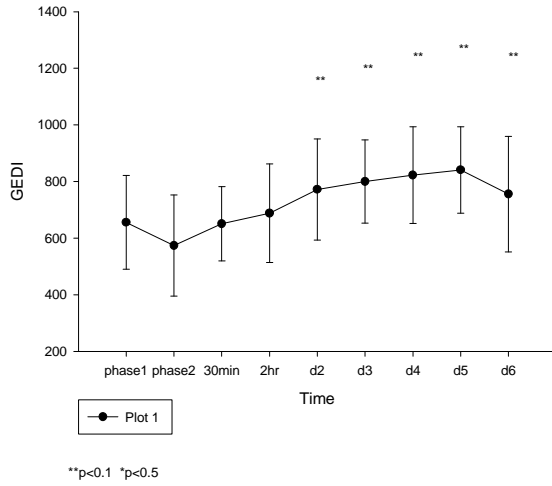 1400
1200
1000
800
600
400
200
GEDI
** ** ** ** **
phase1 phase2 30min 2hr d2 d3 d4 d5 d6
Time
Plot 1
**p<0.1 *p<0.5